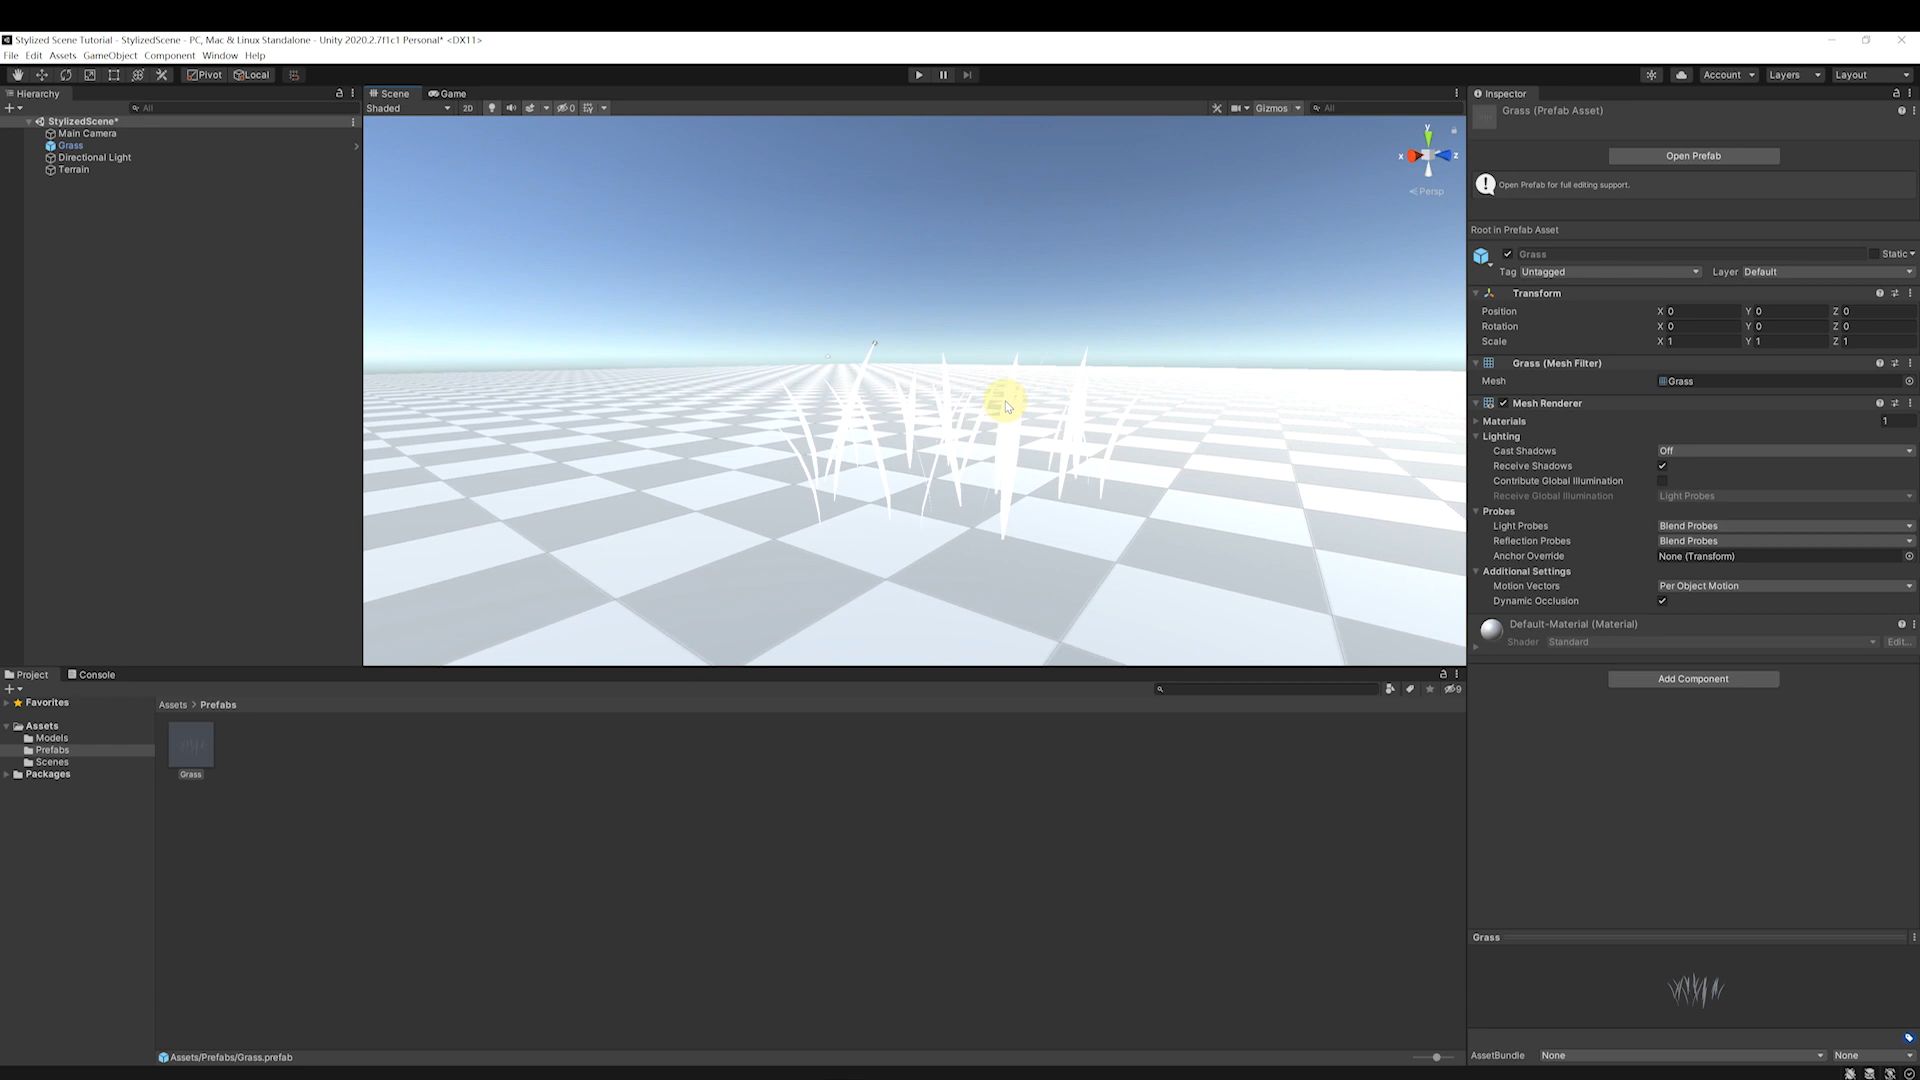 Stylized Scene Tutorial - StylizedScene - PC, Mac & Linux Standalone - Unity 2020.2.7f1c1 Personal* <DX11>
File Edit Assets GameObject Component Window Help
Pivot Local Account Layers Layout
Hierarchy Scene Game Inspector
All Shaded 2D 0 Gizmos All
Grass (Prefab Asset)
StylizedScene*
Main Camera
Grass
Directional Light
Terrain
y
x z
Persp
Open Prefab
Open Prefab for full editing support.
Root in Prefab Asset
Grass Static
Tag Untagged Layer Default
Transform
Position X 0 Y 0 Z 0
Rotation X 0 Y 0 Z 0
Scale X 1 Y 1 Z 1
Grass (Mesh Filter)
Mesh Grass
Mesh Renderer
Materials 1
Lighting
Cast Shadows Off
Receive Shadows
Contribute Global Illumination
Receive Global Illumination Light Probes
Probes
Light Probes Blend Probes
Reflection Probes Blend Probes
Anchor Override None (Transform)
Additional Settings
Motion Vectors Per Object Motion
Dynamic Occlusion
Default-Material (Material)
Shader Standard Edit...
Add Component
Project Console
9
Favorites
Assets
Models
Prefabs
Scenes
Packages
Assets > Prefabs
Grass
Assets/Prefabs/Grass.prefab
Grass
AssetBundle None None